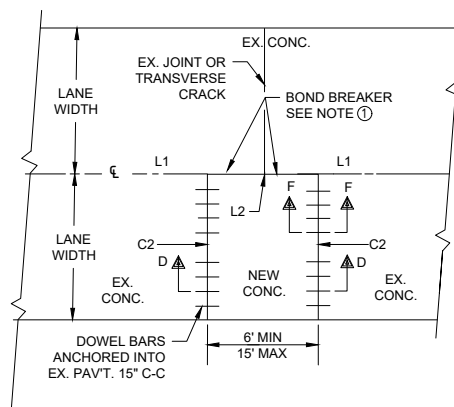 EX. CONC.
EX. JOINT OR
TRANSVERSE
CRACK
LANE
WIDTH
BOND BREAKER
SEE NOTE ①
℄
L1
L1
L2
F
F
LANE
WIDTH
C2
C2
D
D
EX.
CONC.
NEW
CONC.
EX.
CONC.
DOWEL BARS
ANCHORED INTO
EX. PAV'T. 15" C-C
6' MIN
15' MAX